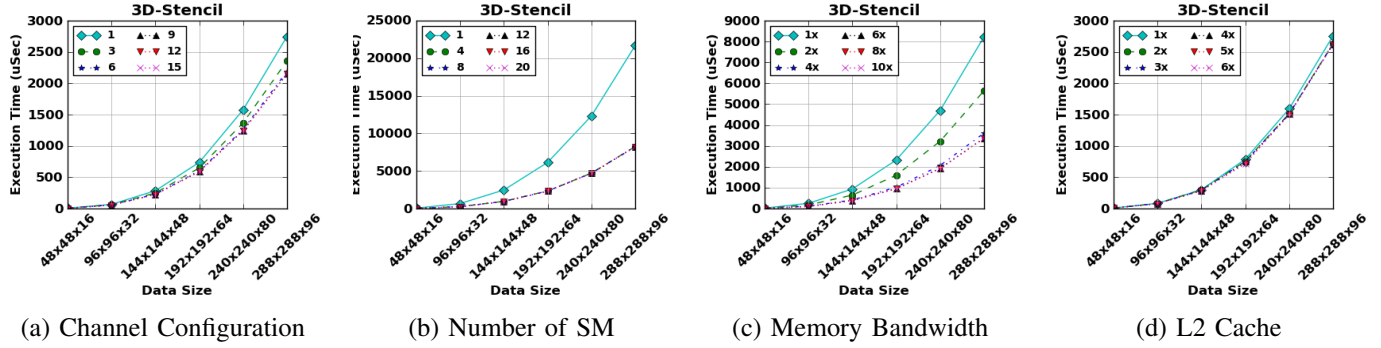 3D-Stencil
Execution Time (uSec)
3000
2500
2000
1500
1000
500
0
1
3
6
9
12
15
48x48x16
96x96x32
144x144x48
192x192x64
240x240x80
288x288x96
Data Size
(a) Channel Configuration
3D-Stencil
Execution Time (uSec)
25000
20000
15000
10000
5000
0
1
4
8
12
16
20
48x48x16
96x96x32
144x144x48
192x192x64
240x240x80
288x288x96
Data Size
(b) Number of SM
3D-Stencil
Execution Time (uSec)
9000
8000
7000
6000
5000
4000
3000
2000
1000
0
1x
2x
4x
6x
8x
10x
48x48x16
96x96x32
144x144x48
192x192x64
240x240x80
288x288x96
Data Size
(c) Memory Bandwidth
3D-Stencil
Execution Time (uSec)
3000
2500
2000
1500
1000
500
0
1x
2x
3x
4x
5x
6x
48x48x16
96x96x32
144x144x48
192x192x64
240x240x80
288x288x96
Data Size
(d) L2 Cache